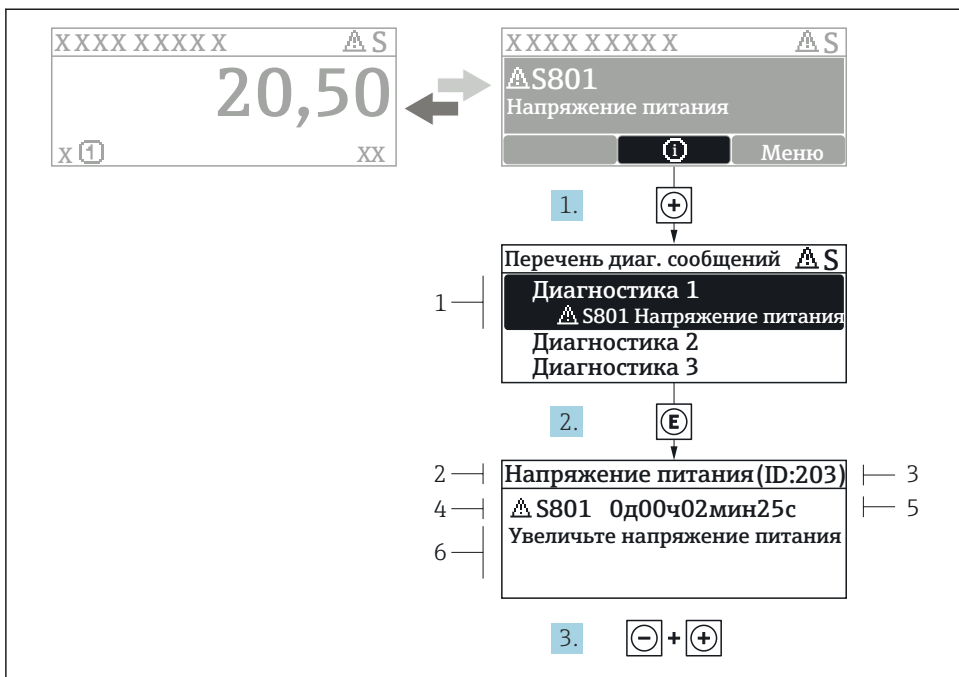 XXXX XXXXX ⚠S
20,50
X 1 XX
XXXX XXXXX ⚠S
⚠S801
Напряжение питания
i Меню
1. +
Перечень диаг. сообщений ⚠S
1
Диагностика 1
⚠S801 Напряжение питания
Диагностика 2
Диагностика 3
2. E
2 Напряжение питания(ID:203) 3
4 ⚠S801 0д00ч02мин25с 5
6 Увеличьте напряжение питания
3. - + +